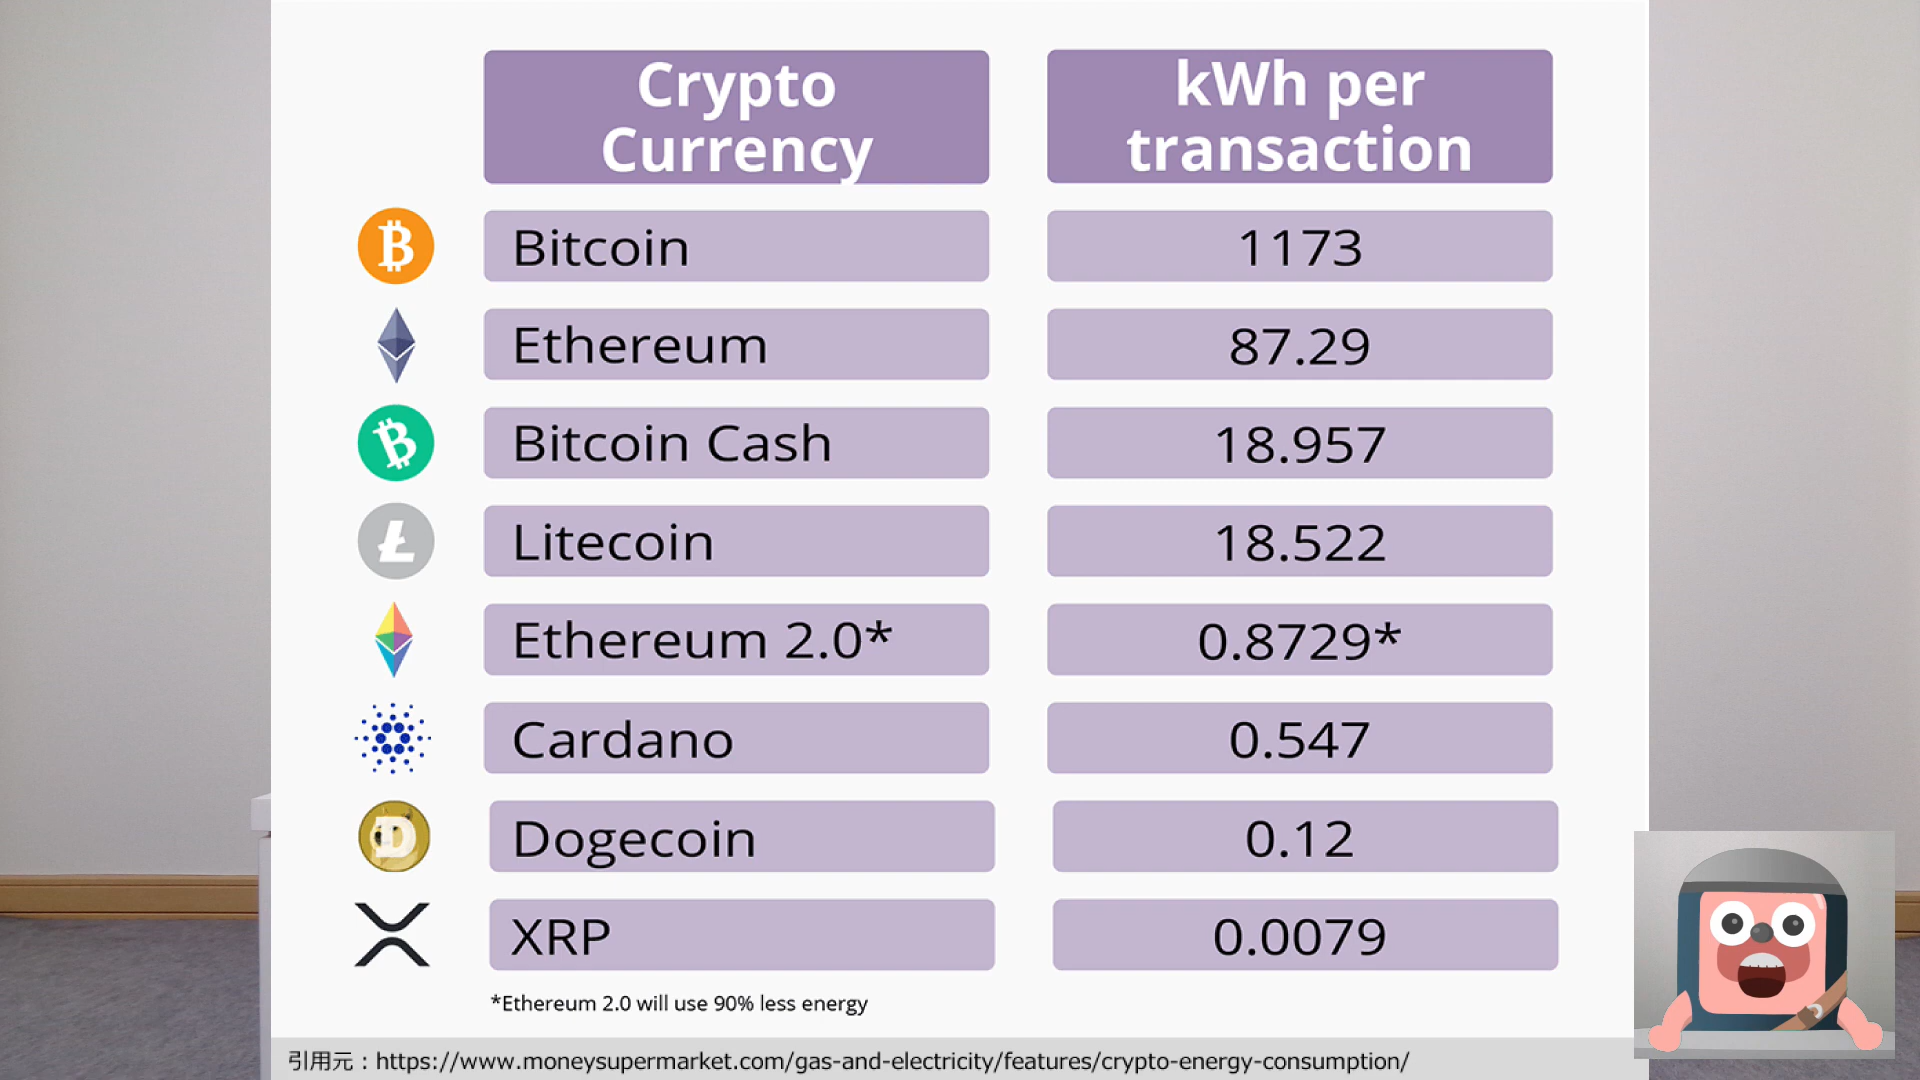 Crypto Currency
kWh per transaction
Bitcoin 1173
Ethereum 87.29
Bitcoin Cash 18.957
Litecoin 18.522
Ethereum 2.0* 0.8729*
Cardano 0.547
Dogecoin 0.12
XRP 0.0079
*Ethereum 2.0 will use 90% less energy
引用元：https://www.moneysupermarket.com/gas-and-electricity/features/crypto-energy-consumption/